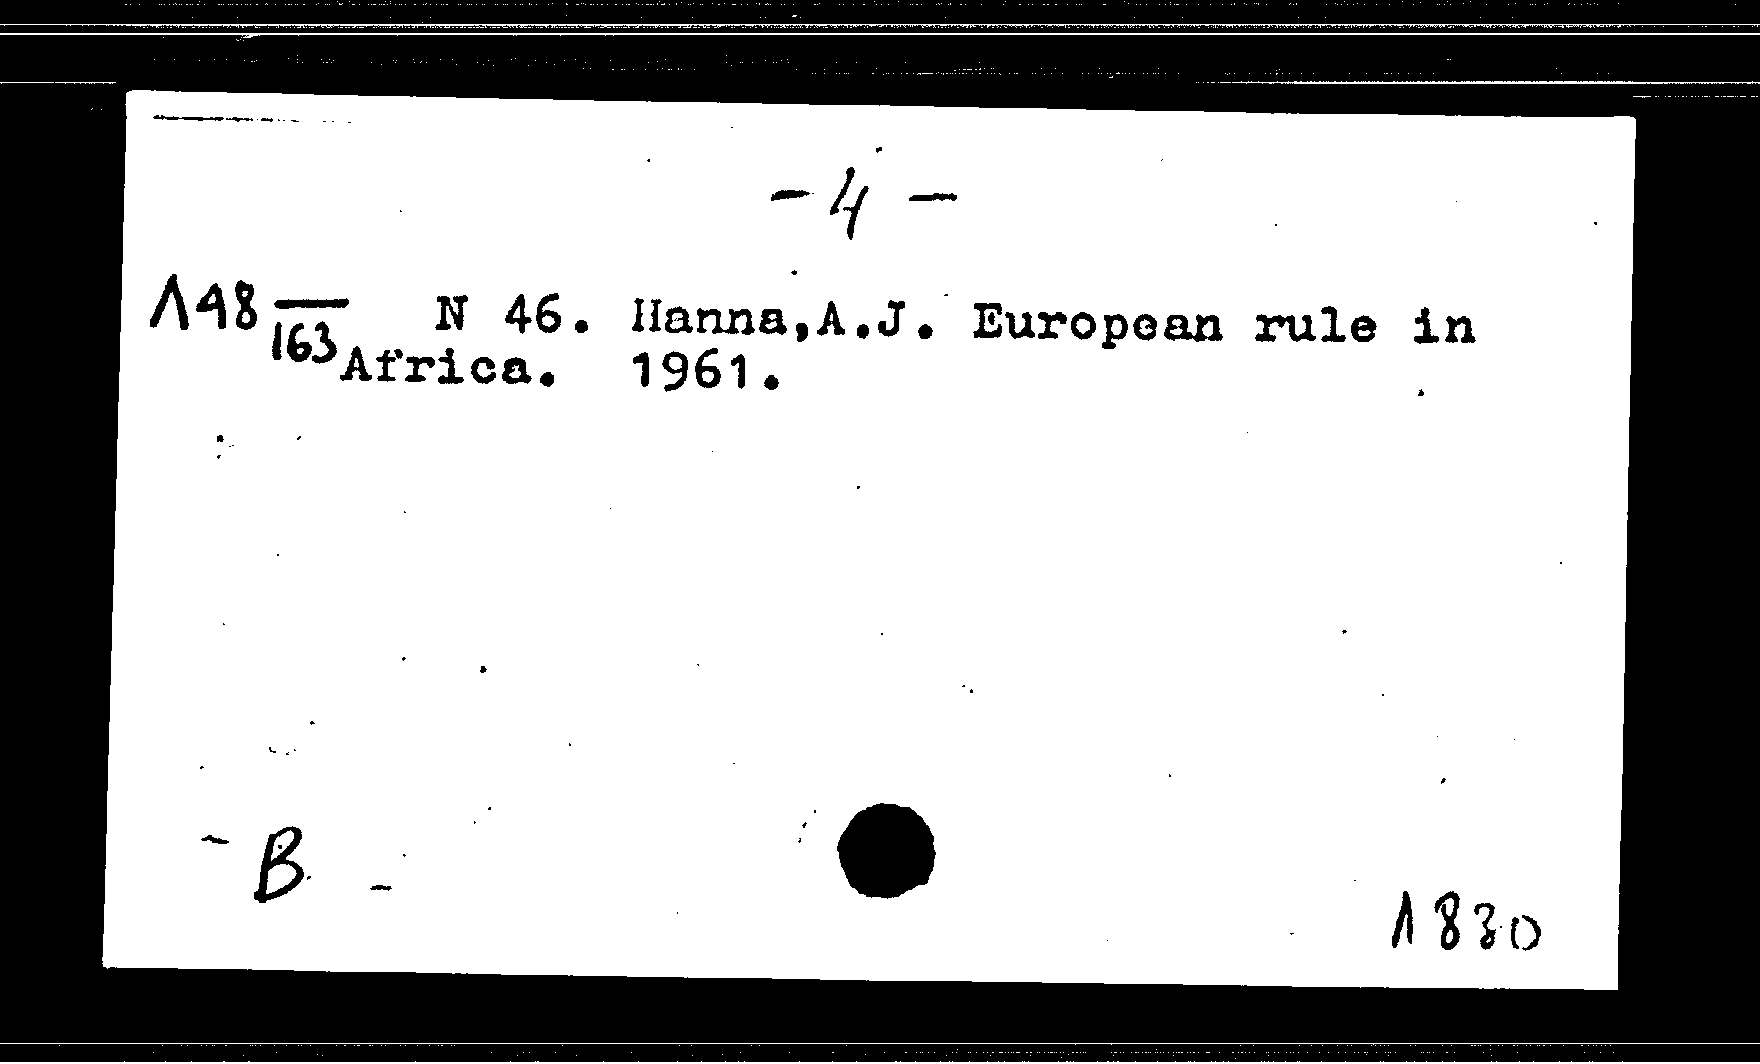 - 4 -
Λ48 — N 46. Hanna,A.J. European rule in
163 Africa. 1961.
- B -
1830